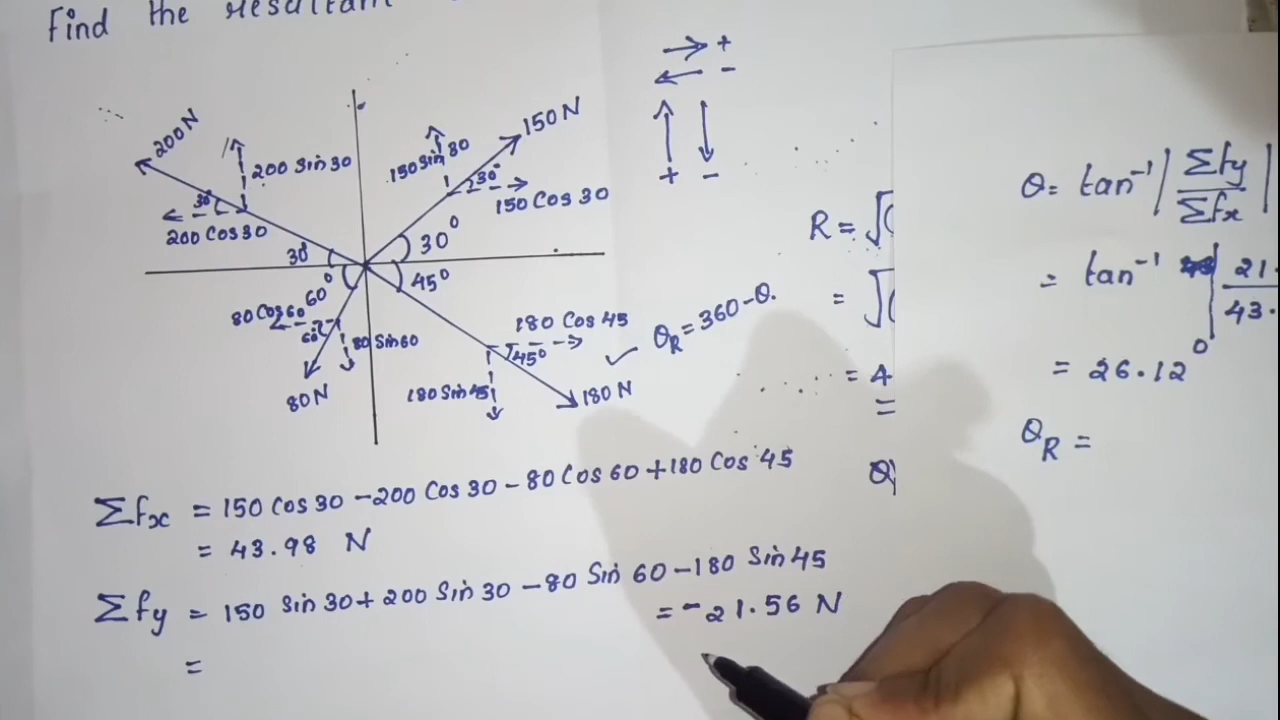 Find the
→ +
← -
+ -
200 N
200 Sin 30
30°
200 Cos 30
30°
150 N
150 Sin 30
30°
150 Cos 30
30°
60°
80 Cos 60
60
80 Sin 60
80 N
45°
180 Cos 45
45°
180 Sin 45
180 N
θR = 360 - θ.
R = √(
= √(
= 4
=
Σfx = 150 Cos 30 - 200 Cos 30 - 80 Cos 60 + 180 Cos 45
= 43.98 N
Σfy = 150 Sin 30 + 200 Sin 30 - 80 Sin 60 - 180 Sin 45
= -21.56 N
=
θ = tan⁻¹ | Σfy / Σfx |
= tan⁻¹ | 21. / 43.
= 26.12°
θR =